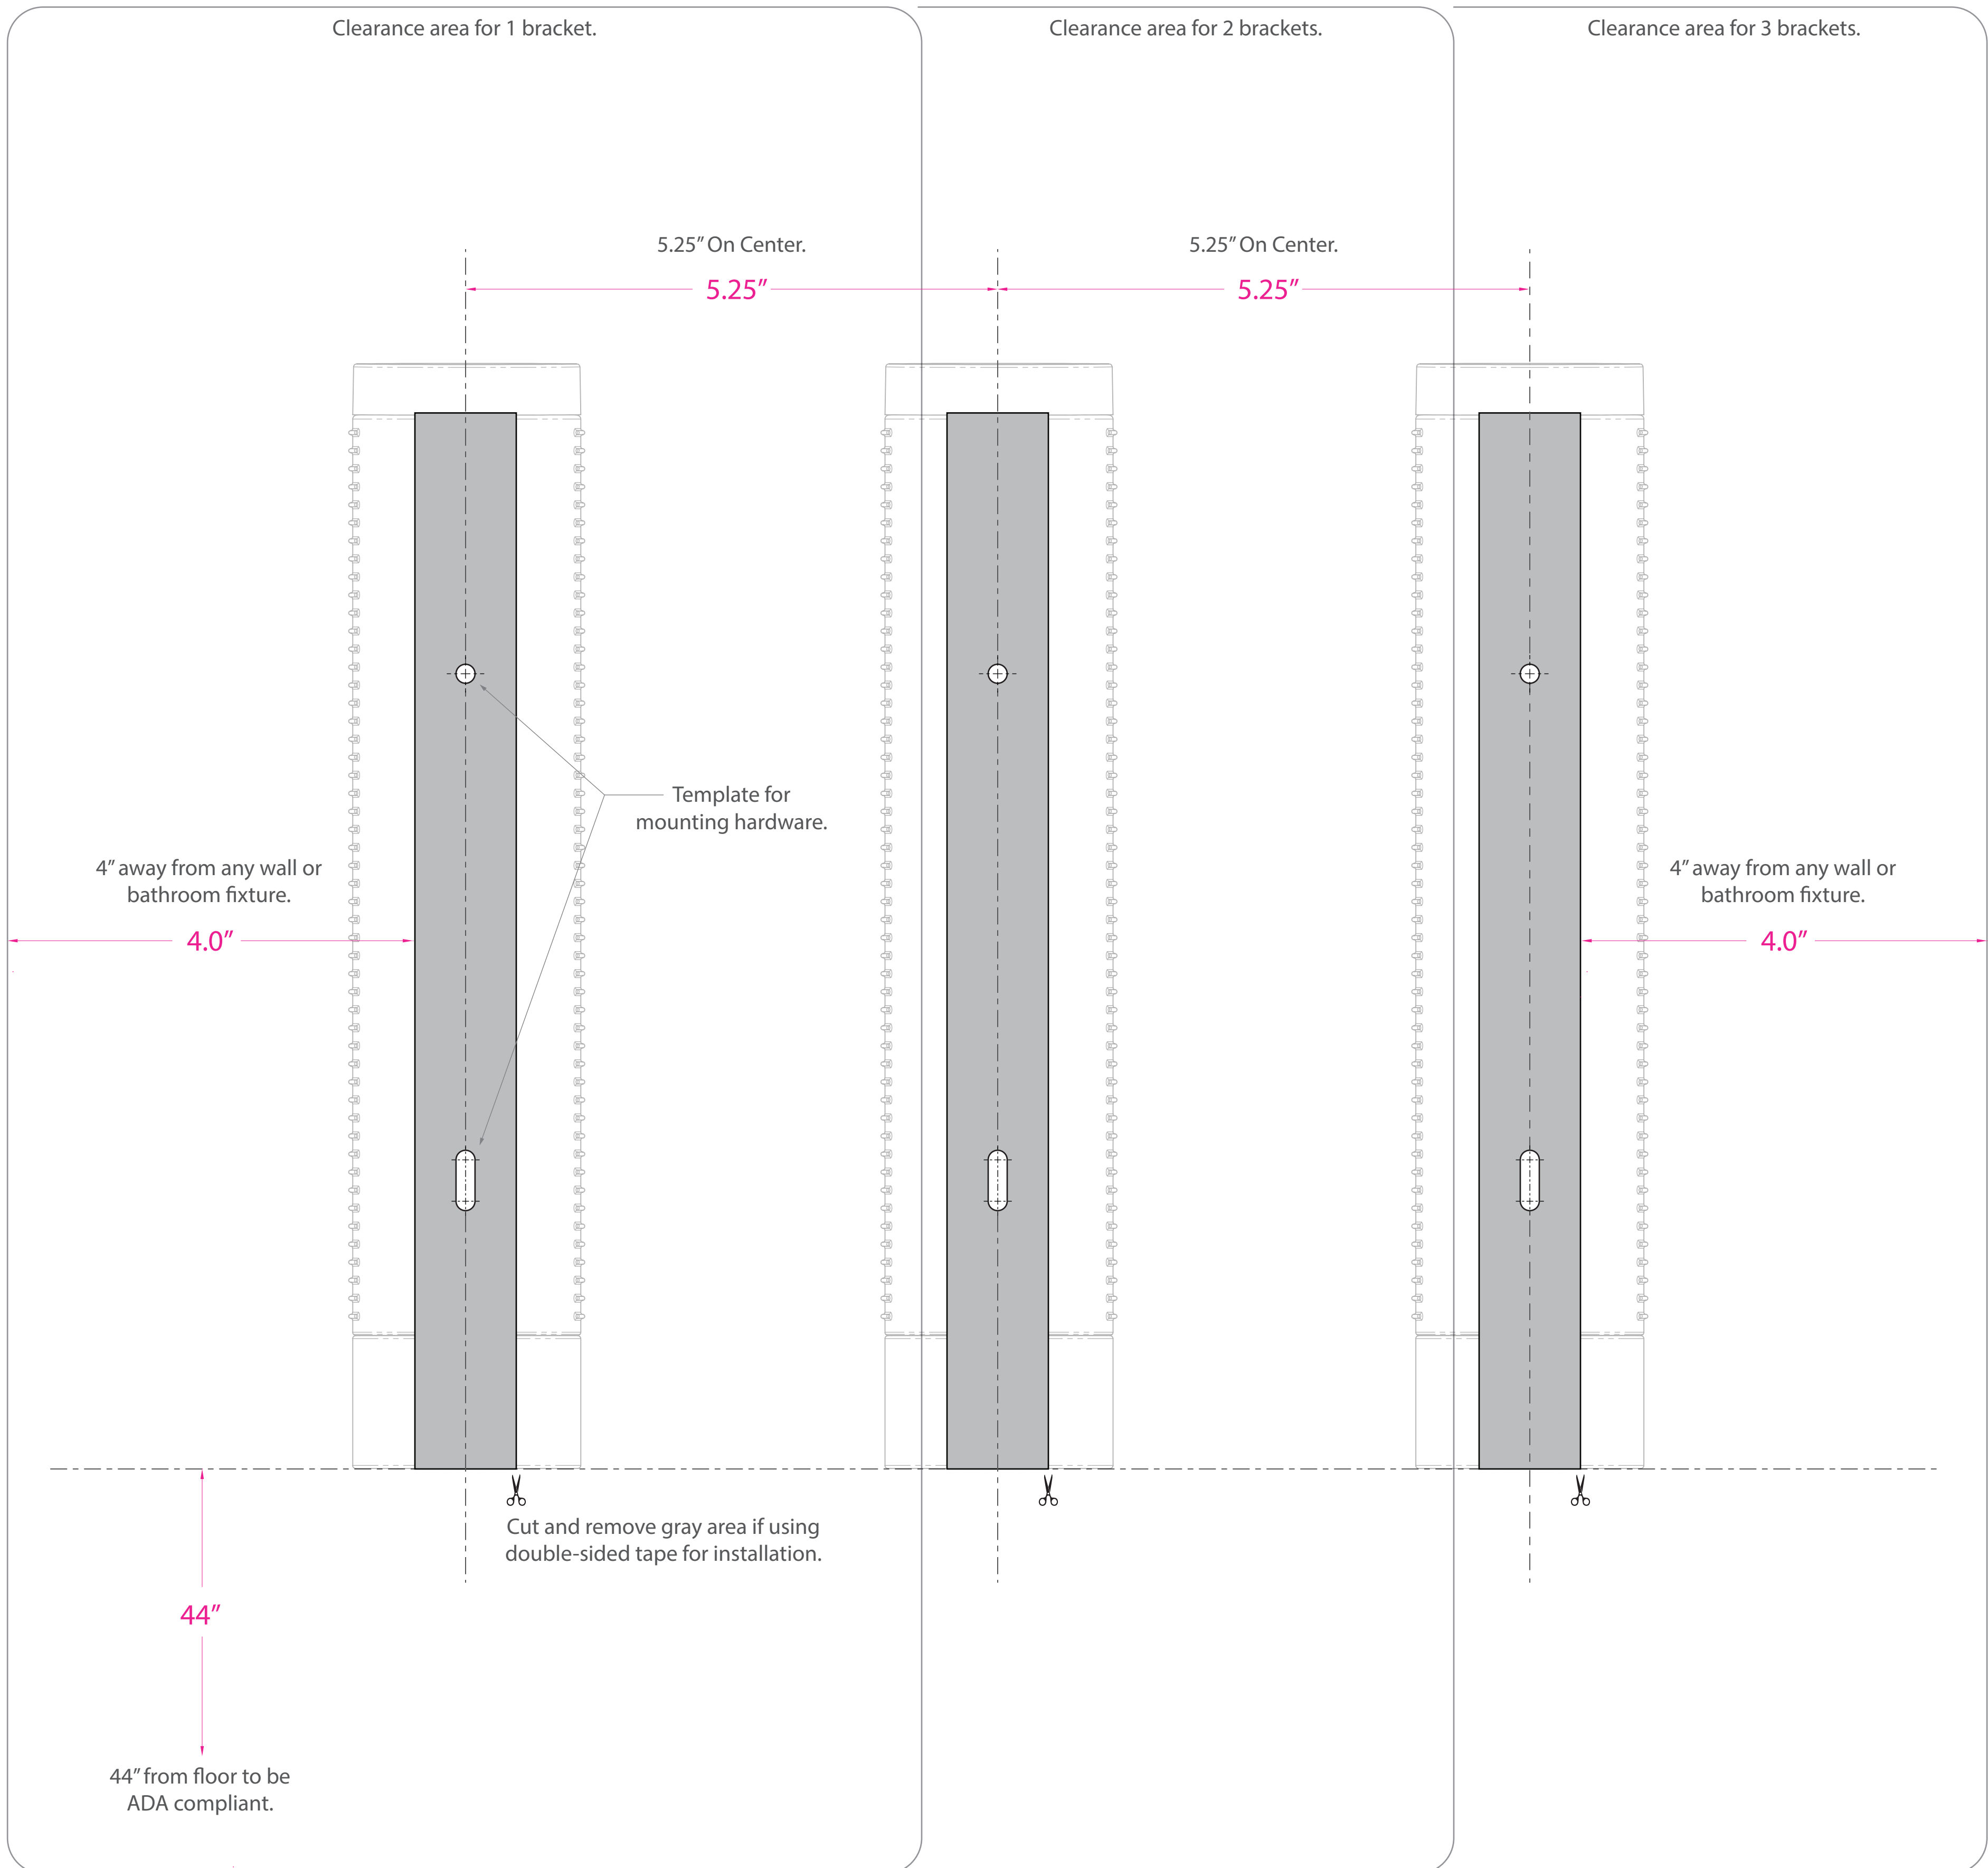 Clearance area for 1 bracket.
Clearance area for 2 brackets.
Clearance area for 3 brackets.
5.25” On Center.
5.25” On Center.
5.25”
5.25”
Template for
mounting hardware.
4” away from any wall or
bathroom fixture.
4.0”
4” away from any wall or
bathroom fixture.
4.0”
Cut and remove gray area if using
double-sided tape for installation.
44”
44” from floor to be
ADA compliant.